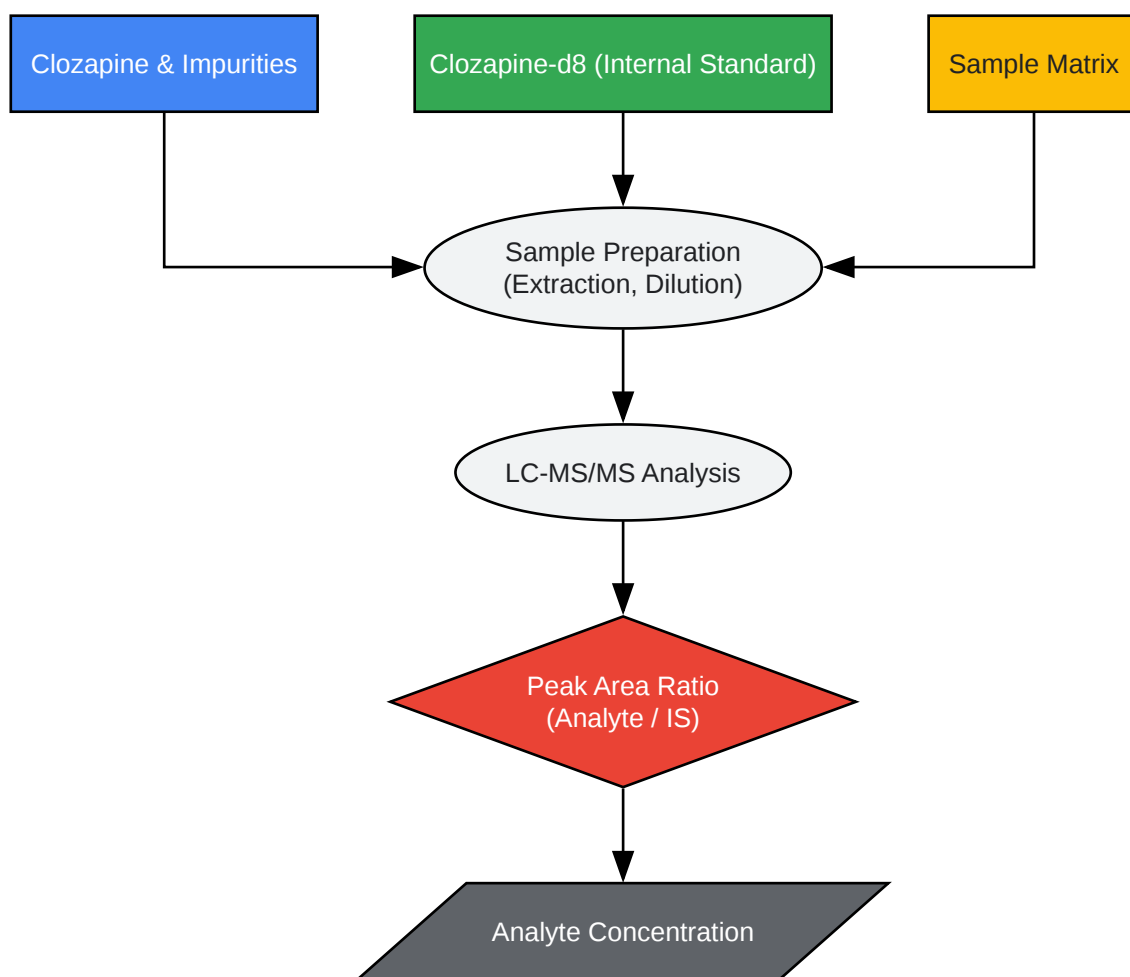 Clozapine & Impurities
Clozapine-d8 (Internal Standard)
Sample Matrix
Sample Preparation
(Extraction, Dilution)
LC-MS/MS Analysis
Peak Area Ratio
(Analyte / IS)
Analyte Concentration